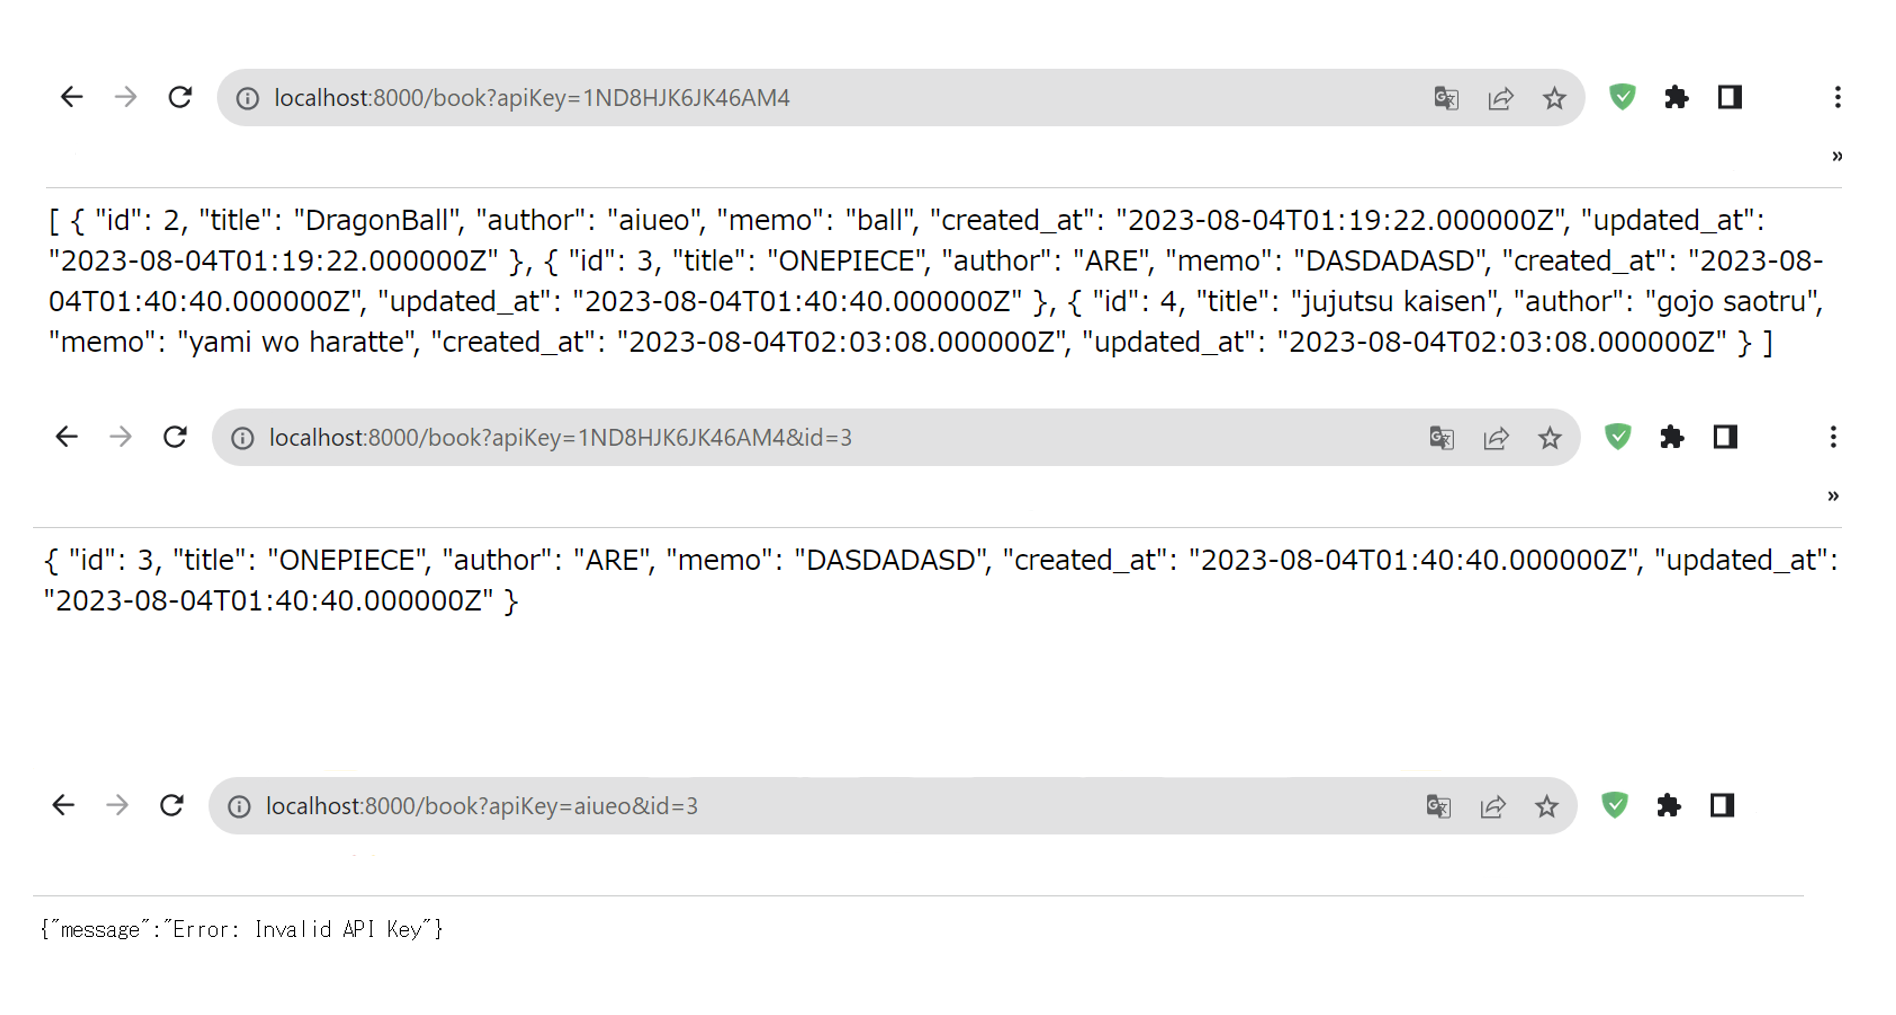 localhost:8000/book?apiKey=1ND8HJK6JK46AM4
»
[ { "id": 2, "title": "DragonBall", "author": "aiueo", "memo": "ball", "created_at": "2023-08-04T01:19:22.000000Z", "updated_at":
"2023-08-04T01:19:22.000000Z" }, { "id": 3, "title": "ONEPIECE", "author": "ARE", "memo": "DASDADASD", "created_at": "2023-08-
04T01:40:40.000000Z", "updated_at": "2023-08-04T01:40:40.000000Z" }, { "id": 4, "title": "jujutsu kaisen", "author": "gojo saotru",
"memo": "yami wo haratte", "created_at": "2023-08-04T02:03:08.000000Z", "updated_at": "2023-08-04T02:03:08.000000Z" } ]
localhost:8000/book?apiKey=1ND8HJK6JK46AM4&id=3
»
{ "id": 3, "title": "ONEPIECE", "author": "ARE", "memo": "DASDADASD", "created_at": "2023-08-04T01:40:40.000000Z", "updated_at":
"2023-08-04T01:40:40.000000Z" }
localhost:8000/book?apiKey=aiueo&id=3
{"message":"Error: Invalid API Key"}